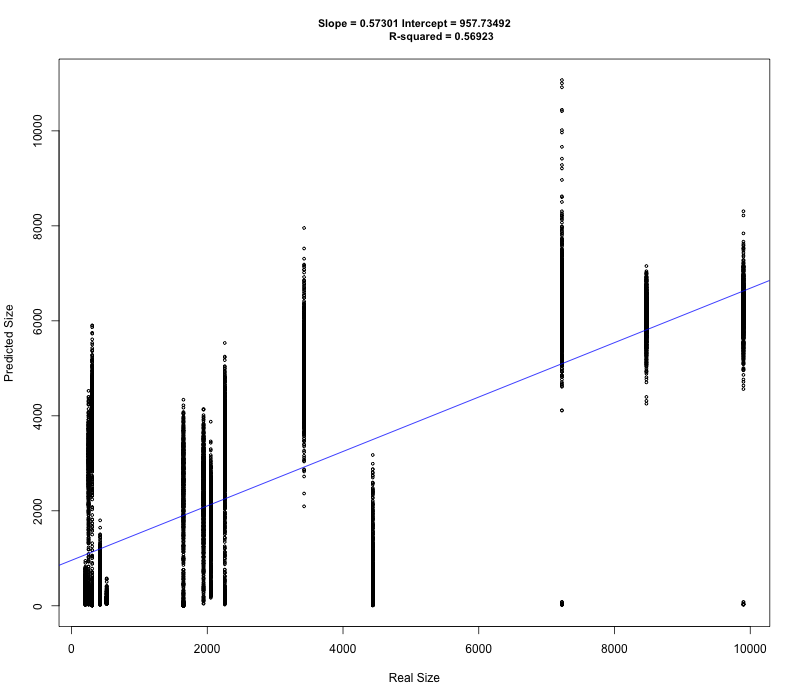 Slope = 0.57301 Intercept = 957.73492
R-squared = 0.56923
Predicted Size
10000
8000
6000
4000
2000
0
0 2000 4000 6000 8000 10000
Real Size